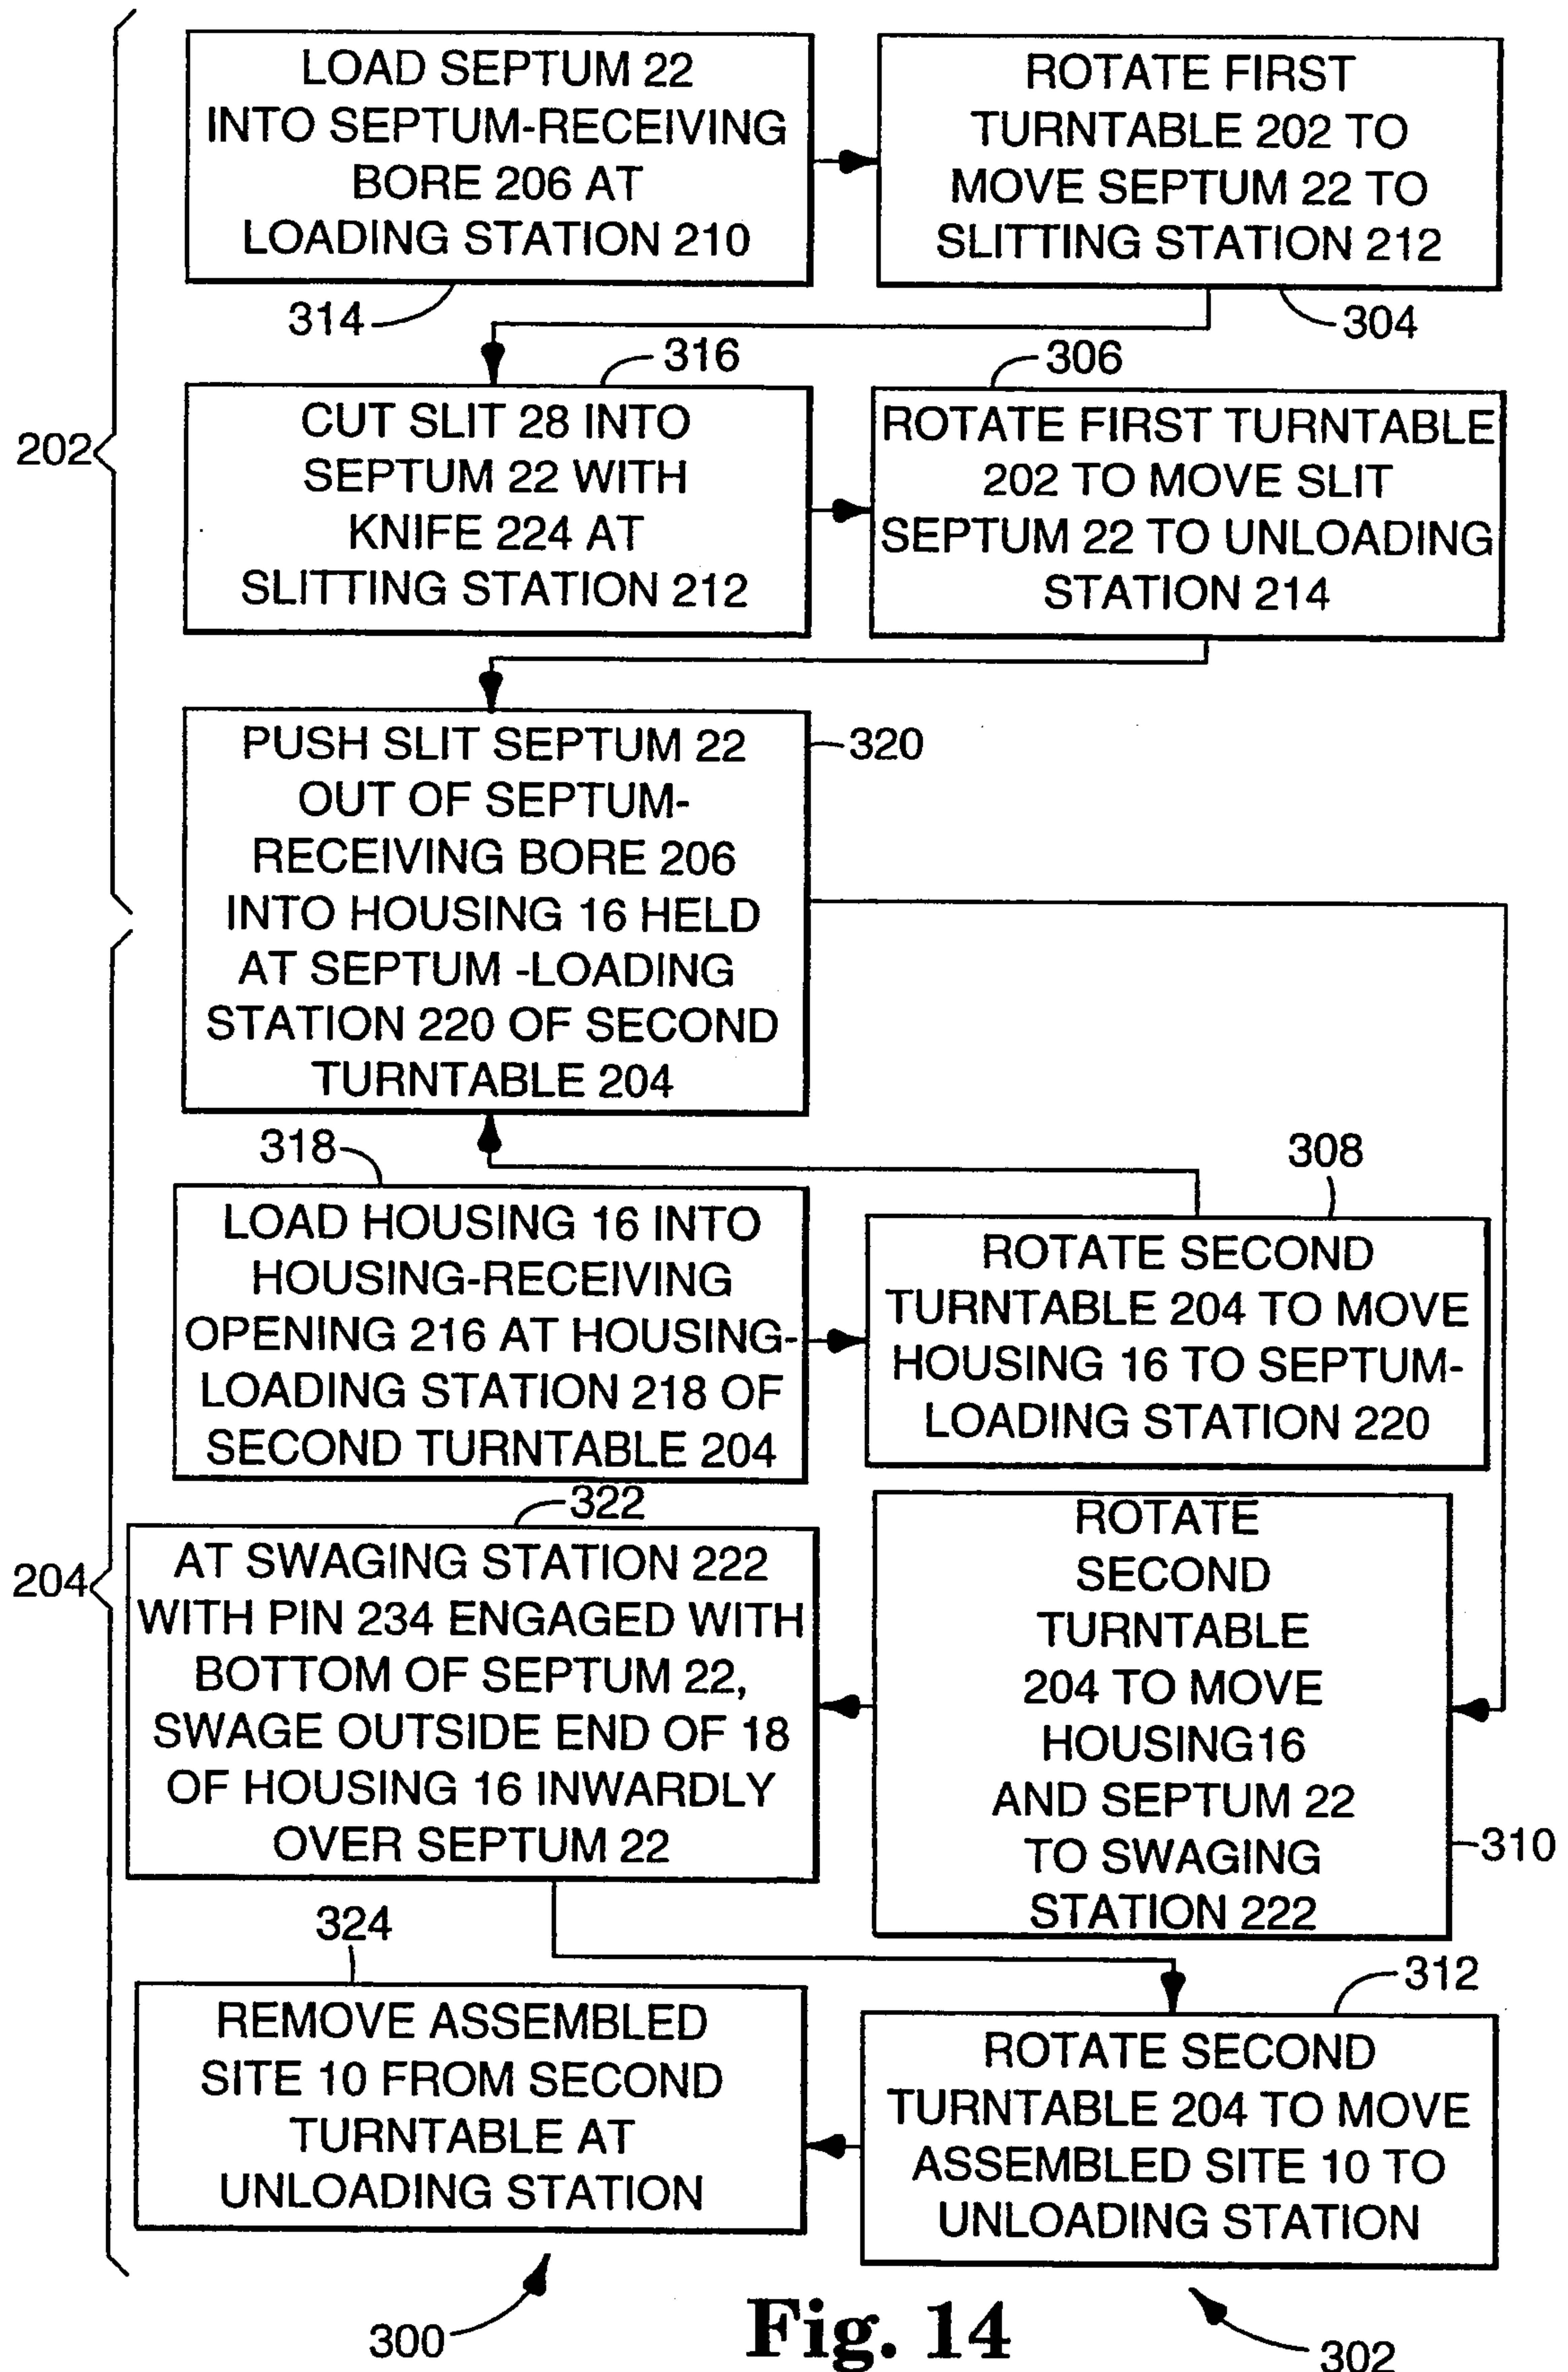 LOAD SEPTUM 22
INTO SEPTUM-RECEIVING
BORE 206 AT
LOADING STATION 210
314
ROTATE FIRST
TURNTABLE 202 TO
MOVE SEPTUM 22 TO
SLITTING STATION 212
304
202
316
CUT SLIT 28 INTO
SEPTUM 22 WITH
KNIFE 224 AT
SLITTING STATION 212
306
ROTATE FIRST TURNTABLE
202 TO MOVE SLIT
SEPTUM 22 TO UNLOADING
STATION 214
PUSH SLIT SEPTUM 22
OUT OF SEPTUM-
RECEIVING BORE 206
INTO HOUSING 16 HELD
AT SEPTUM -LOADING
STATION 220 OF SECOND
TURNTABLE 204
320
318
LOAD HOUSING 16 INTO
HOUSING-RECEIVING
OPENING 216 AT HOUSING-
LOADING STATION 218 OF
SECOND TURNTABLE 204
308
ROTATE SECOND
TURNTABLE 204 TO MOVE
HOUSING 16 TO SEPTUM-
LOADING STATION 220
204
322
AT SWAGING STATION 222
WITH PIN 234 ENGAGED WITH
BOTTOM OF SEPTUM 22,
SWAGE OUTSIDE END OF 18
OF HOUSING 16 INWARDLY
OVER SEPTUM 22
ROTATE
SECOND
TURNTABLE
204 TO MOVE
HOUSING16
AND SEPTUM 22
TO SWAGING
STATION 222
310
324
REMOVE ASSEMBLED
SITE 10 FROM SECOND
TURNTABLE AT
UNLOADING STATION
312
ROTATE SECOND
TURNTABLE 204 TO MOVE
ASSEMBLED SITE 10 TO
UNLOADING STATION
300
Fig. 14
302